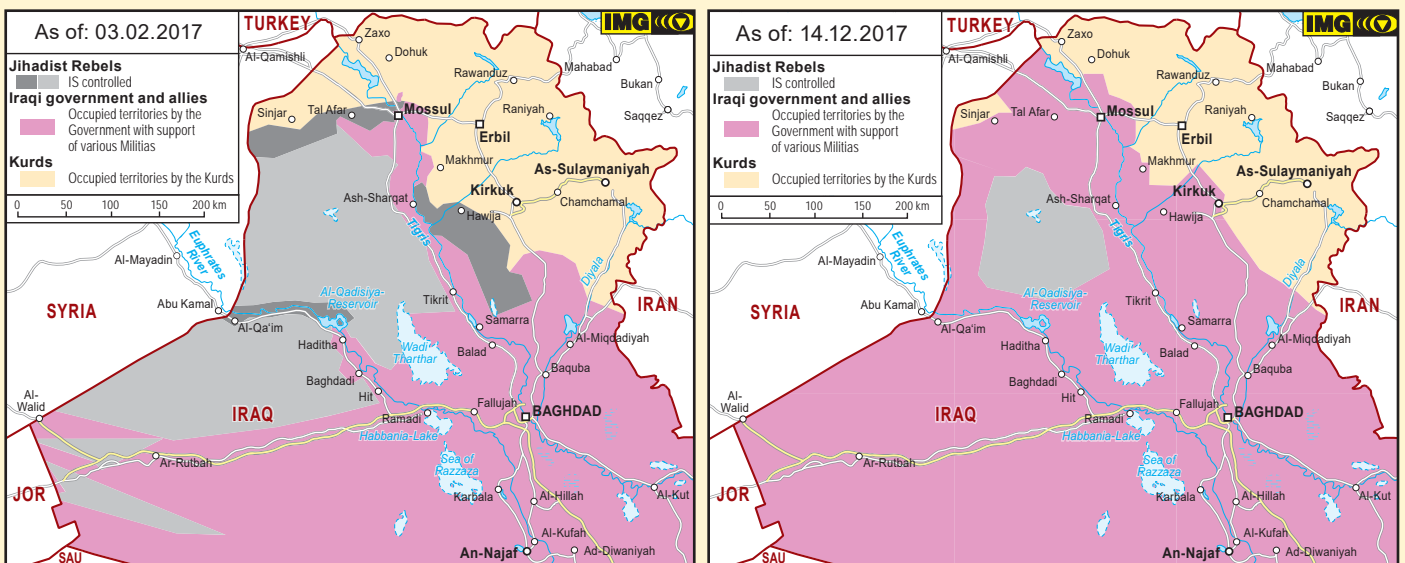 As of: 03.02.2017
IMG
Jihadist Rebels
IS controlled
Iraqi government and allies
Occupied territories by the
Government with support
of various Militias
Kurds
Occupied territories by the Kurds
0 50 100 150 200 km
TURKEY
Zaxo
Al-Qamishli
Dohuk
Mahabad
Rawanduz
Bukan
Sinjar
Tal Afar
Mossul
Raniyah
Saqqez
Erbil
Makhmur
As-Sulaymaniyah
Ash-Sharqat
Kirkuk
Chamchamal
Hawija
Tigris
Euphrates
River
Al-Mayadin
Diyala
Abu Kamal
Al-Qadisiya-
Reservoir
Tikrit
IRAN
SYRIA
Al-Qa'im
Samarra
Haditha
Wadi
Tharthar
Balad
Al-Miqdadiyah
Baghdadi
Baquba
Hit
Al-
Walid
IRAQ
Ramadi
Fallujah
BAGHDAD
Habbania-Lake
Ar-Rutbah
Sea of
Razzaza
JOR
Karbala
Al-Hillah
Al-Kut
Al-Kufah
SAU
An-Najaf
Ad-Diwaniyah
As of: 14.12.2017
IMG
Jihadist Rebels
IS controlled
Iraqi government and allies
Occupied territories by the
Government with support
of various Militias
Kurds
Occupied territories by the Kurds
0 50 100 150 200 km
TURKEY
Zaxo
Al-Qamishli
Dohuk
Mahabad
Rawanduz
Bukan
Sinjar
Tal Afar
Mossul
Raniyah
Saqqez
Erbil
Makhmur
As-Sulaymaniyah
Ash-Sharqat
Kirkuk
Chamchamal
Hawija
Tigris
Euphrates
River
Al-Mayadin
Diyala
Abu Kamal
Al-Qadisiya-
Reservoir
Tikrit
IRAN
SYRIA
Al-Qa'im
Samarra
Haditha
Wadi
Tharthar
Balad
Al-Miqdadiyah
Baghdadi
Baquba
Hit
Al-
Walid
IRAQ
Ramadi
Fallujah
BAGHDAD
Habbania-Lake
Ar-Rutbah
Sea of
Razzaza
JOR
Karbala
Al-Hillah
Al-Kut
Al-Kufah
SAU
An-Najaf
Ad-Diwaniyah